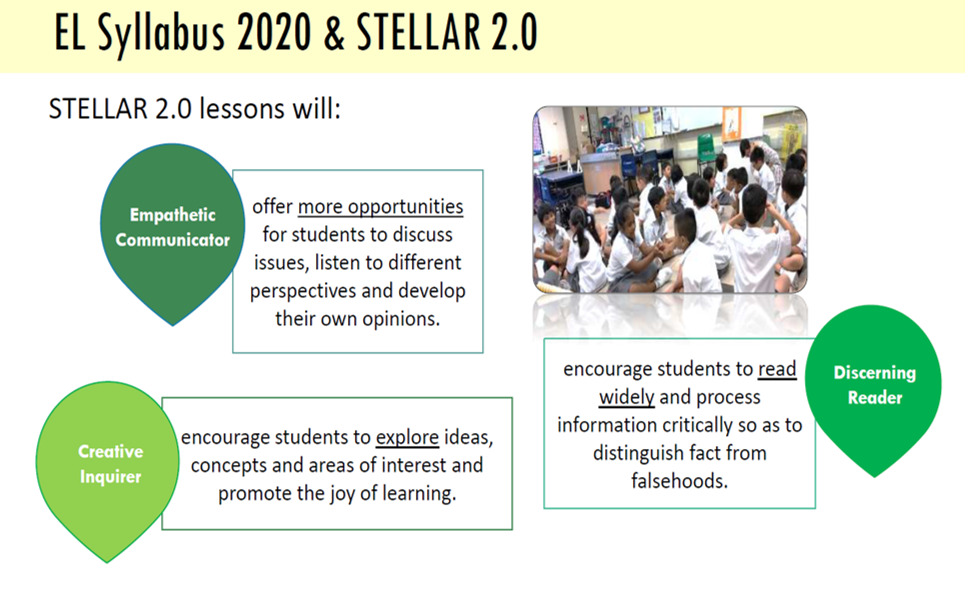 EL Syllabus 2020 & STELLAR 2.0
STELLAR 2.0 lessons will:
Empathetic
Communicator
offer more opportunities
for students to discuss
issues, listen to different
perspectives and develop
their own opinions.
Creative
Inquirer
encourage students to explore ideas,
concepts and areas of interest and
promote the joy of learning.
encourage students to read
widely and process
information critically so as to
distinguish fact from
falsehoods.
Discerning
Reader